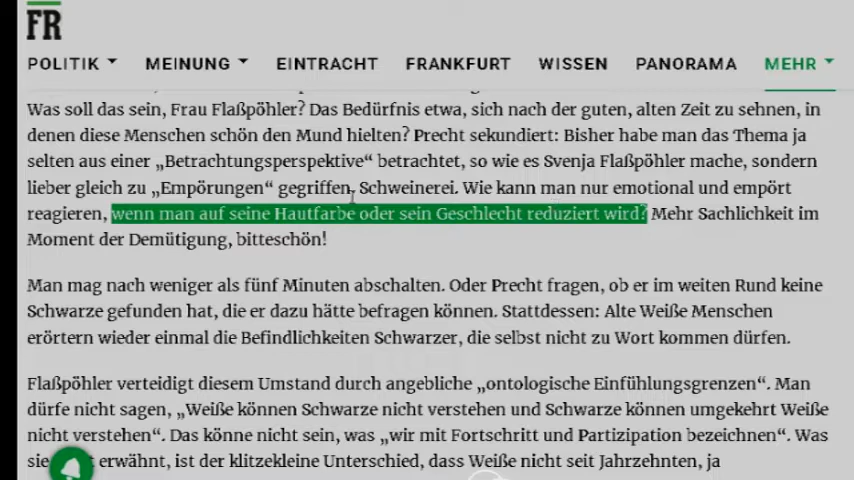 FR
POLITIK MEINUNG EINTRACHT FRANKFURT WISSEN PANORAMA MEHR
Was soll das sein, Frau Flaßpöhler? Das Bedürfnis etwa, sich nach der guten, alten Zeit zu sehnen, in
denen diese Menschen schön den Mund hielten? Precht sekundiert: Bisher habe man das Thema ja
selten aus einer „Betrachtungsperspektive“ betrachtet, so wie es Svenja Flaßpöhler mache, sondern
lieber gleich zu „Empörungen“ gegriffen, Schweinerei. Wie kann man nur emotional und empört
reagieren, wenn man auf seine Hautfarbe oder sein Geschlecht reduziert wird? Mehr Sachlichkeit im
Moment der Demütigung, bitteschön!
Man mag nach weniger als fünf Minuten abschalten. Oder Precht fragen, ob er im weiten Rund keine
Schwarze gefunden hat, die er dazu hätte befragen können. Stattdessen: Alte Weiße Menschen
erörtern wieder einmal die Befindlichkeiten Schwarzer, die selbst nicht zu Wort kommen dürfen.
Flaßpöhler verteidigt diesem Umstand durch angebliche „ontologische Einfühlungsgrenzen“. Man
dürfe nicht sagen, „Weiße können Schwarze nicht verstehen und Schwarze können umgekehrt Weiße
nicht verstehen“. Das könne nicht sein, was „wir mit Fortschritt und Partizipation bezeichnen“. Was
sie erwähnt, ist der klitzekleine Unterschied, dass Weiße nicht seit Jahrzehnten, ja